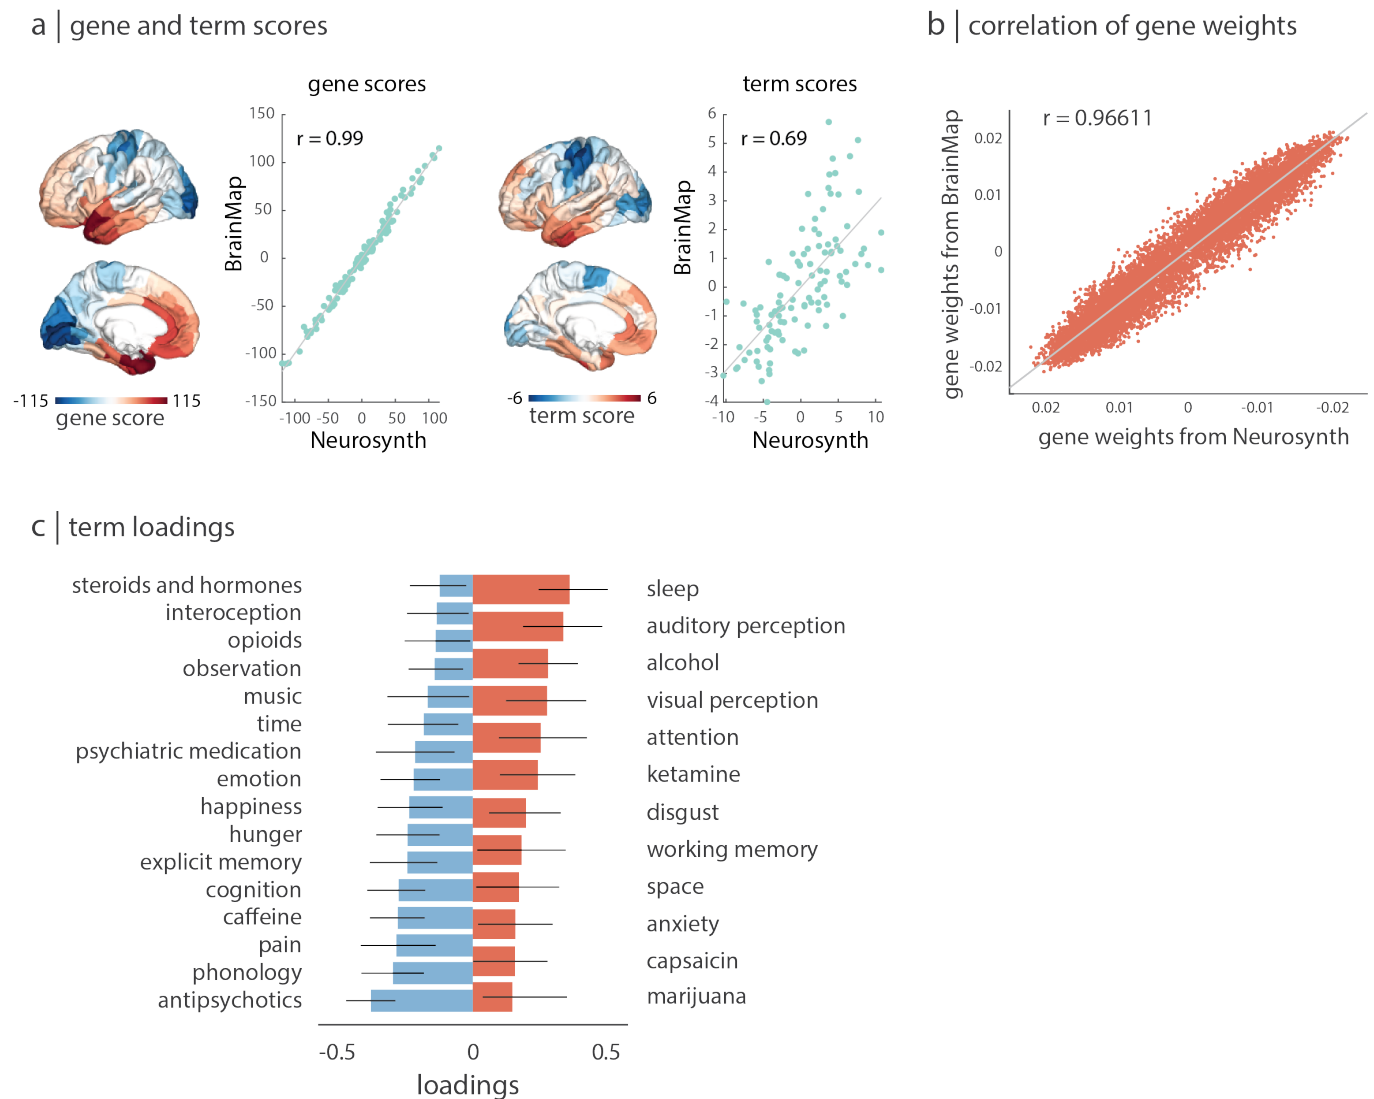 a | gene and term scores
gene scores
r = 0.99
BrainMap
150
100
50
0
-50
-100
-150
-100 -50 0 50 100
Neurosynth
-115 115
gene score
term scores
r = 0.69
BrainMap
6
5
4
3
2
1
0
-1
-2
-3
-4
-10 -5 0 5 10
Neurosynth
-6 6
term score
b | correlation of gene weights
r = 0.96611
gene weights from BrainMap
0.02
0.01
0
-0.01
-0.02
0.02 0.01 0 -0.01 -0.02
gene weights from Neurosynth
c | term loadings
steroids and hormones
interoception
opioids
observation
music
time
psychiatric medication
emotion
happiness
hunger
explicit memory
cognition
caffeine
pain
phonology
antipsychotics
sleep
auditory perception
alcohol
visual perception
attention
ketamine
disgust
working memory
space
anxiety
capsaicin
marijuana
-0.5 0 0.5
loadings